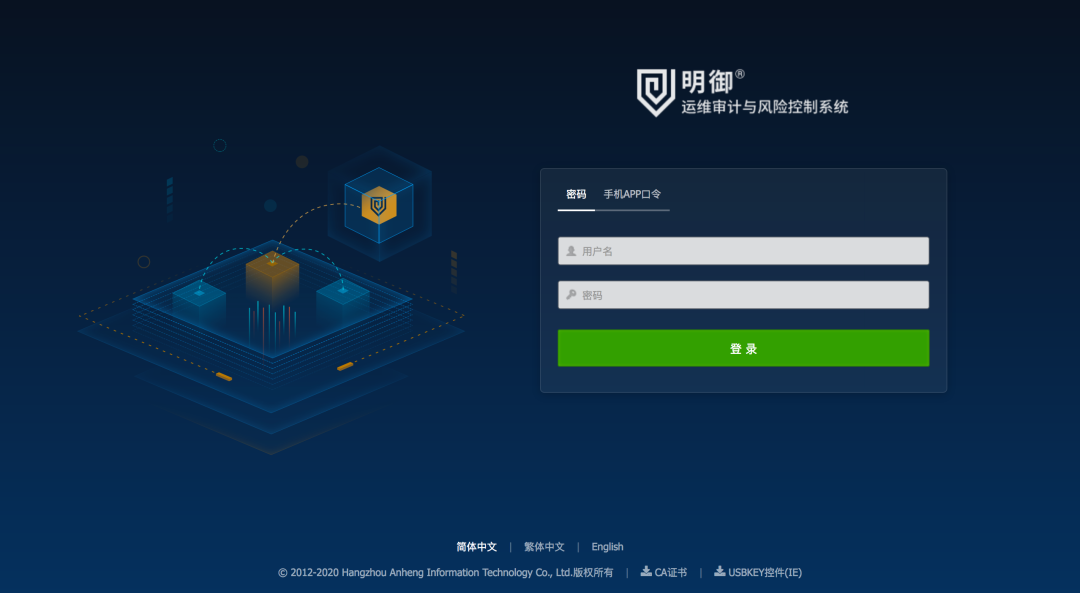 明御®
运维审计与风险控制系统
密码 手机APP口令
用户名
密码
登 录
简体中文 | 繁体中文 | English
© 2012-2020 Hangzhou Anheng Information Technology Co., Ltd.版权所有 | CA证书 | USBKEY控件(IE)